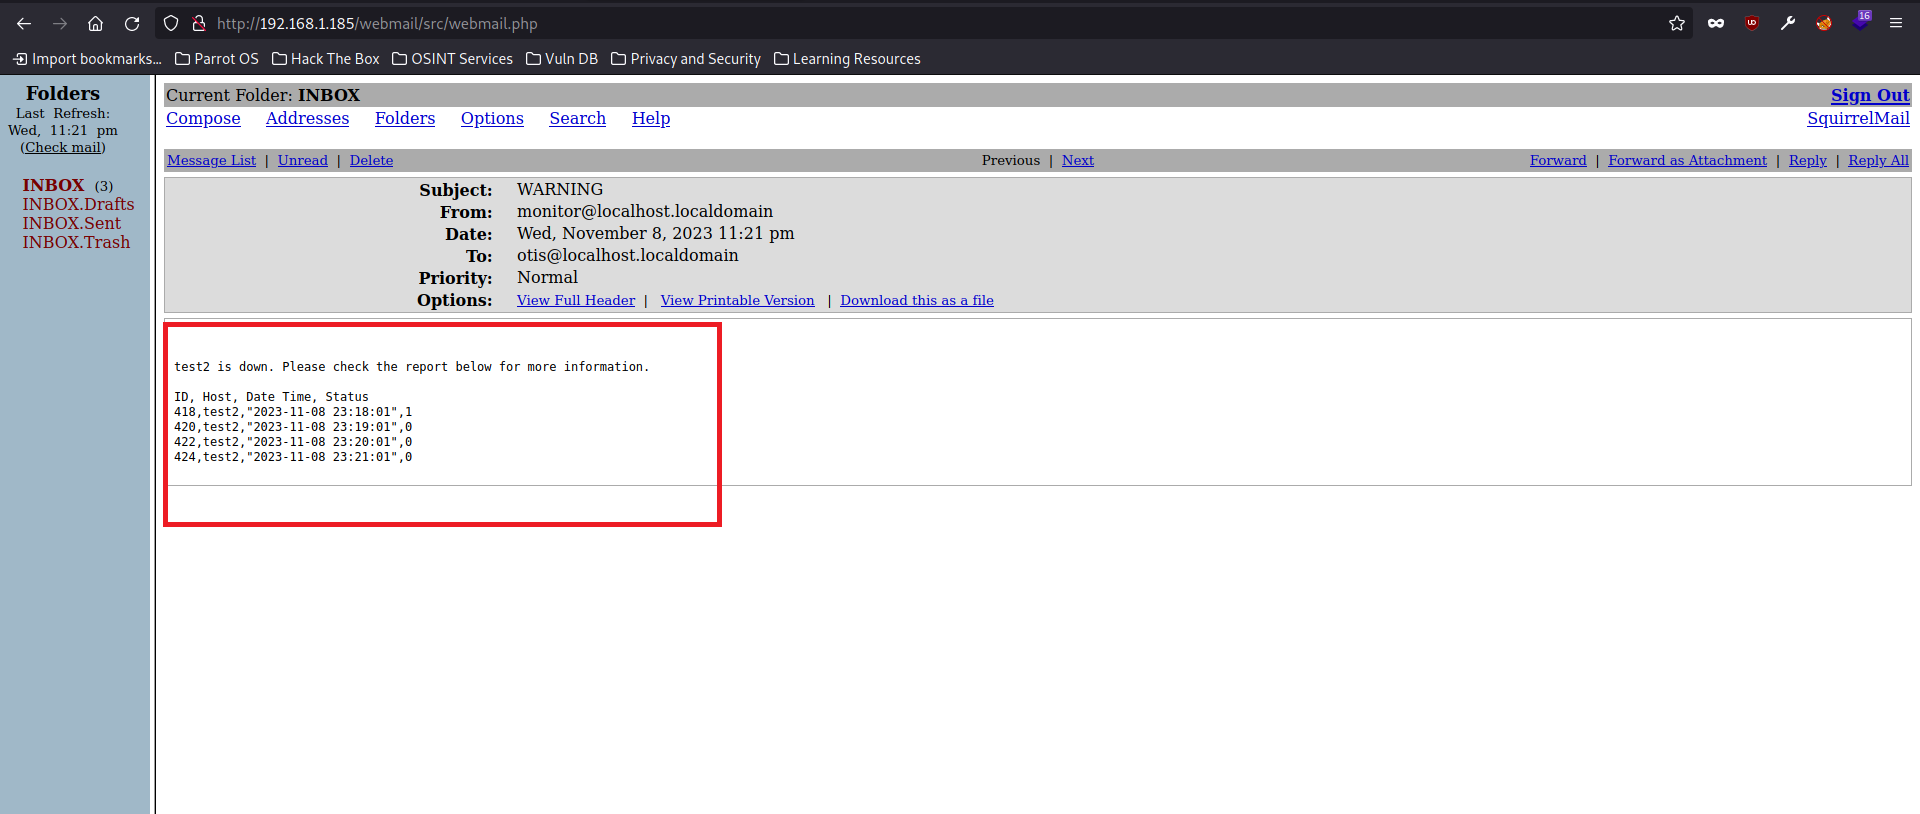 http://192.168.1.185/webmail/src/webmail.php
16
Import bookmarks... Parrot OS Hack The Box OSINT Services Vuln DB Privacy and Security Learning Resources
Folders
Last Refresh:
Wed, 11:21 pm
(Check mail)
INBOX (3)
INBOX.Drafts
INBOX.Sent
INBOX.Trash
Current Folder: INBOX Sign Out
Compose Addresses Folders Options Search Help SquirrelMail
Message List | Unread | Delete Previous | Next Forward | Forward as Attachment | Reply | Reply All
Subject: WARNING
From: monitor@localhost.localdomain
Date: Wed, November 8, 2023 11:21 pm
To: otis@localhost.localdomain
Priority: Normal
Options: View Full Header | View Printable Version | Download this as a file
test2 is down. Please check the report below for more information.
ID, Host, Date Time, Status
418,test2,"2023-11-08 23:18:01",1
420,test2,"2023-11-08 23:19:01",0
422,test2,"2023-11-08 23:20:01",0
424,test2,"2023-11-08 23:21:01",0